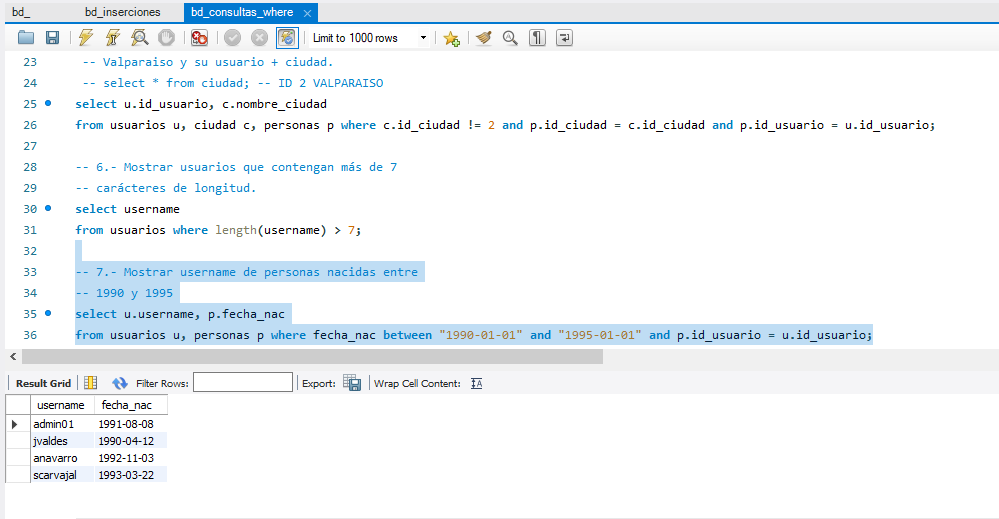 bd_ bd_inserciones bd_consultas_where
Limit to 1000 rows
23 -- Valparaiso y su usuario + ciudad.
24 -- select * from ciudad; -- ID 2 VALPARAISO
25 select u.id_usuario, c.nombre_ciudad
26 from usuarios u, ciudad c, personas p where c.id_ciudad != 2 and p.id_ciudad = c.id_ciudad and p.id_usuario = u.id_usuario;
27
28 -- 6.- Mostrar usuarios que contengan más de 7
29 -- carácteres de longitud.
30 select username
31 from usuarios where length(username) > 7;
32
33 -- 7.- Mostrar username de personas nacidas entre
34 -- 1990 y 1995
35 select u.username, p.fecha_nac
36 from usuarios u, personas p where fecha_nac between "1990-01-01" and "1995-01-01" and p.id_usuario = u.id_usuario;
Result Grid Filter Rows: Export: Wrap Cell Content: IA
username fecha_nac
admin01 1991-08-08
jvaldes 1990-04-12
anavarro 1992-11-03
scarvajal 1993-03-22